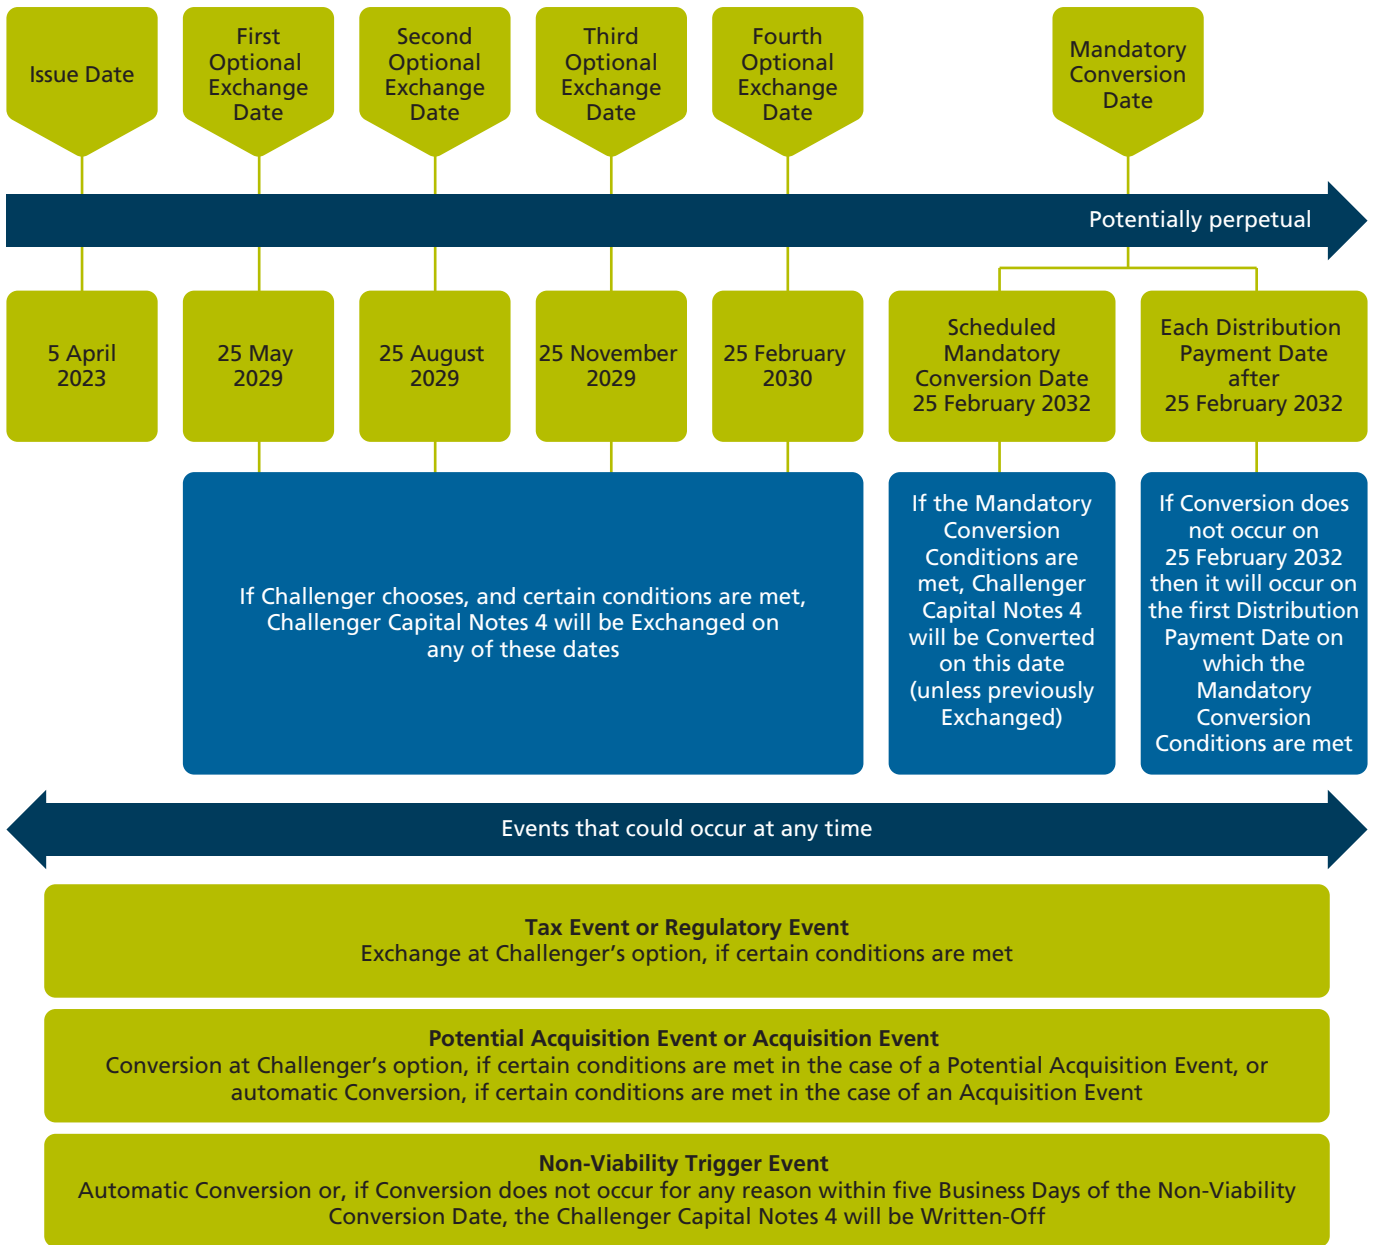 Issue Date
First
Optional
Exchange
Date
Second
Optional
Exchange
Date
Third
Optional
Exchange
Date
Fourth
Optional
Exchange
Date
Mandatory
Conversion
Date
Potentially perpetual
5 April
2023
25 May
2029
25 August
2029
25 November
2029
25 February
2030
Scheduled
Mandatory
Conversion Date
25 February 2032
Each Distribution
Payment Date
after
25 February 2032
If Challenger chooses, and certain conditions are met,
Challenger Capital Notes 4 will be Exchanged on
any of these dates
If the Mandatory
Conversion
Conditions are
met, Challenger
Capital Notes 4
will be Converted
on this date
(unless previously
Exchanged)
If Conversion does
not occur on
25 February 2032
then it will occur on
the first Distribution
Payment Date on
which the
Mandatory
Conversion
Conditions are met
Events that could occur at any time
Tax Event or Regulatory Event
Exchange at Challenger’s option, if certain conditions are met
Potential Acquisition Event or Acquisition Event
Conversion at Challenger’s option, if certain conditions are met in the case of a Potential Acquisition Event, or
automatic Conversion, if certain conditions are met in the case of an Acquisition Event
Non-Viability Trigger Event
Automatic Conversion or, if Conversion does not occur for any reason within five Business Days of the Non-Viability
Conversion Date, the Challenger Capital Notes 4 will be Written-Off